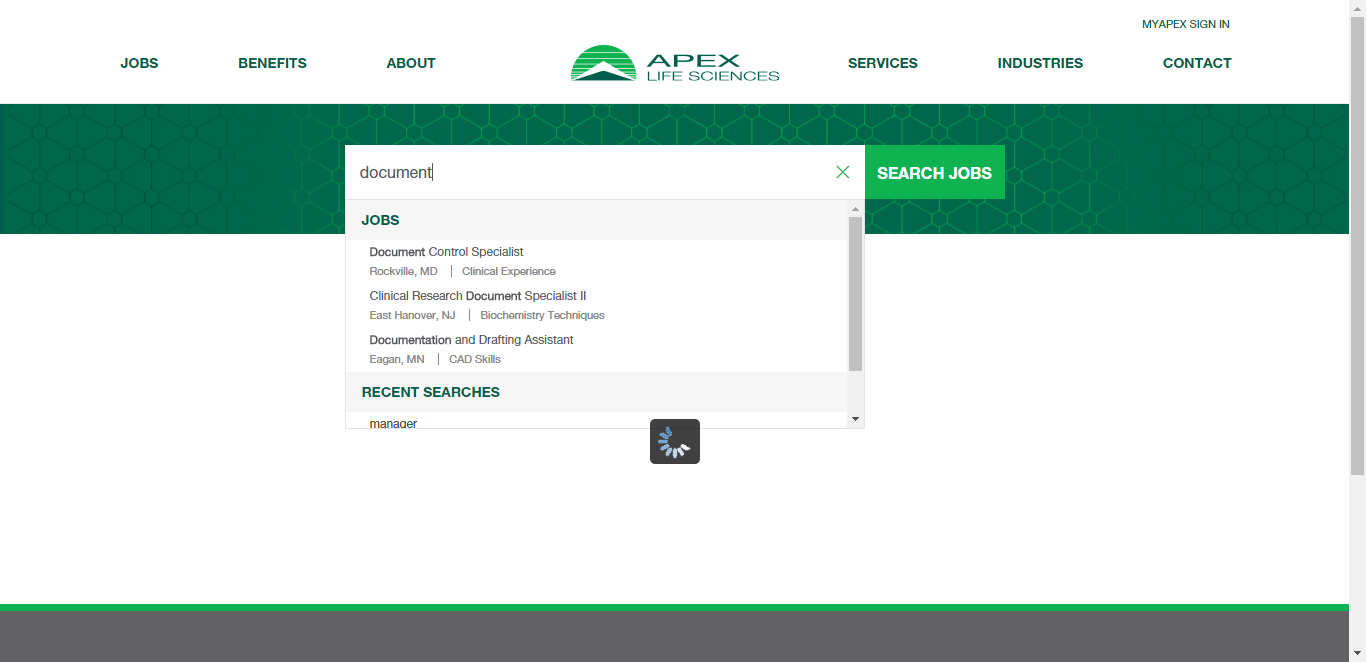 MYAPEX SIGN IN
JOBS BENEFITS ABOUT APEX LIFE SCIENCES SERVICES INDUSTRIES CONTACT
document SEARCH JOBS
JOBS
Document Control Specialist
Rockville, MD | Clinical Experience
Clinical Research Document Specialist II
East Hanover, NJ | Biochemistry Techniques
Documentation and Drafting Assistant
Eagan, MN | CAD Skills
RECENT SEARCHES
manager